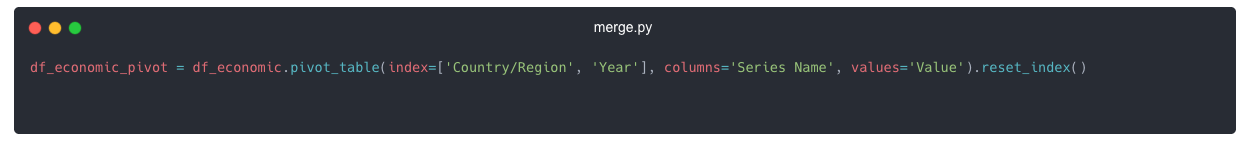 merge.py
df_economic_pivot = df_economic.pivot_table(index=['Country/Region', 'Year'], columns='Series Name', values='Value').reset_index()